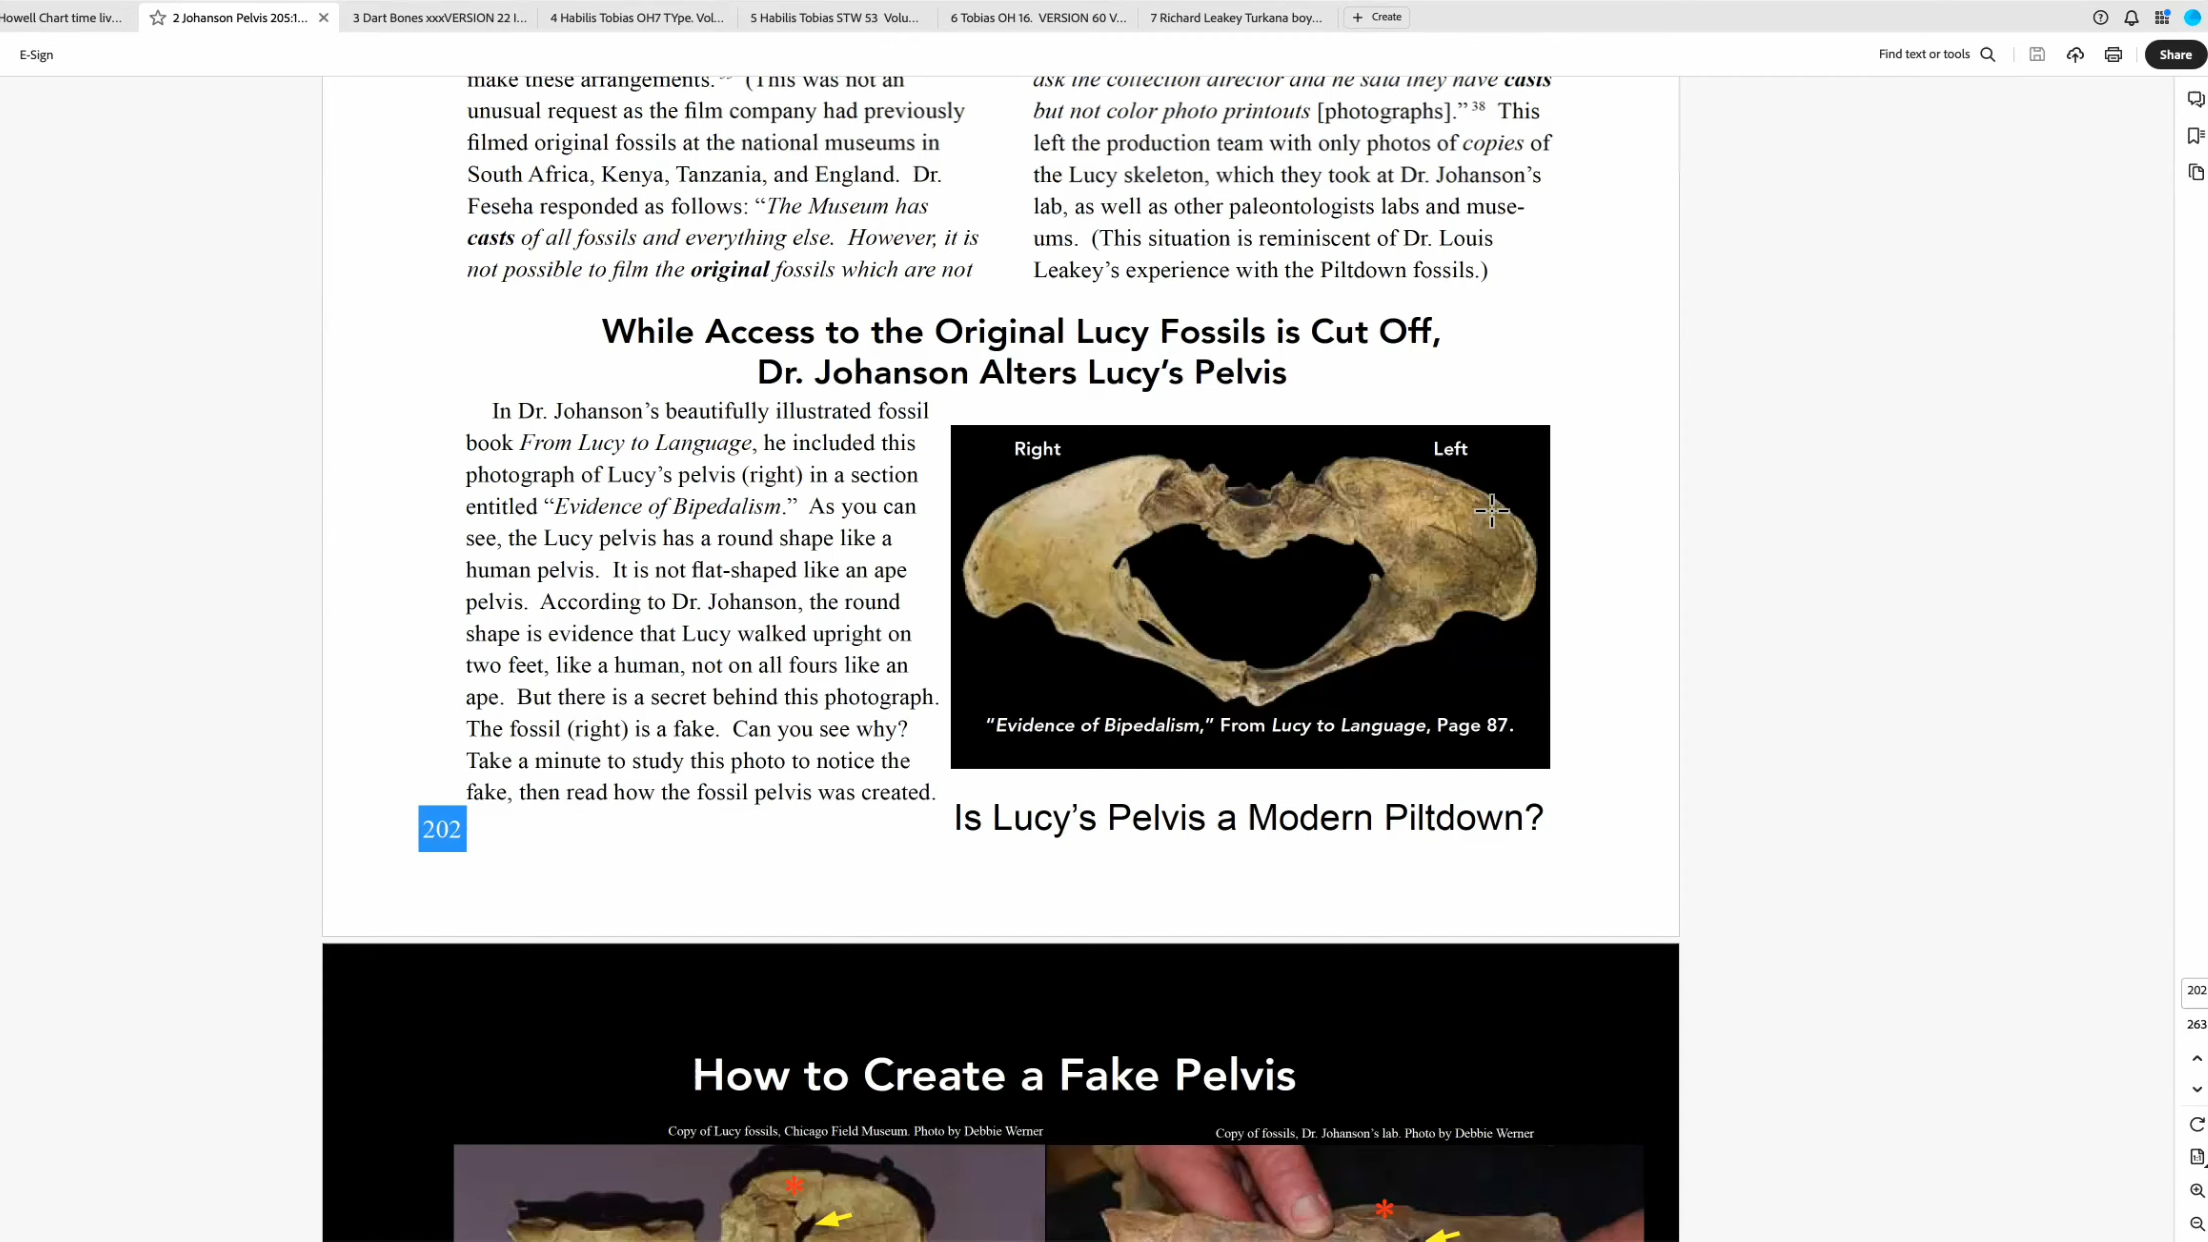 Howell Chart time liv...
2 Johanson Pelvis 205:1...
3 Dart Bones xxxVERSION 22 I...
4 Habilis Tobias OH7 TYpe. Vol...
5 Habilis Tobias STW 53 Volu...
6 Tobias OH 16. VERSION 60 V...
7 Richard Leakey Turkana boy...
Create
E-Sign
Find text or tools
Share
make these arrangements." (This was not an
unusual request as the film company had previously
filmed original fossils at the national museums in
South Africa, Kenya, Tanzania, and England. Dr.
Feseha responded as follows: “The Museum has
casts of all fossils and everything else. However, it is
not possible to film the original fossils which are not
ask the collection director and he said they have casts
but not color photo printouts [photographs].” 38 This
left the production team with only photos of copies of
the Lucy skeleton, which they took at Dr. Johanson’s
lab, as well as other paleontologists labs and muse-
ums. (This situation is reminiscent of Dr. Louis
Leakey’s experience with the Piltdown fossils.)
While Access to the Original Lucy Fossils is Cut Off,
Dr. Johanson Alters Lucy’s Pelvis
In Dr. Johanson’s beautifully illustrated fossil
book From Lucy to Language, he included this
photograph of Lucy’s pelvis (right) in a section
entitled “Evidence of Bipedalism.” As you can
see, the Lucy pelvis has a round shape like a
human pelvis. It is not flat-shaped like an ape
pelvis. According to Dr. Johanson, the round
shape is evidence that Lucy walked upright on
two feet, like a human, not on all fours like an
ape. But there is a secret behind this photograph.
The fossil (right) is a fake. Can you see why?
Take a minute to study this photo to notice the
fake, then read how the fossil pelvis was created.
Right
Left
“Evidence of Bipedalism,” From Lucy to Language, Page 87.
Is Lucy’s Pelvis a Modern Piltdown?
202
How to Create a Fake Pelvis
Copy of Lucy fossils, Chicago Field Museum. Photo by Debbie Werner
Copy of fossils, Dr. Johanson’s lab. Photo by Debbie Werner
202
263